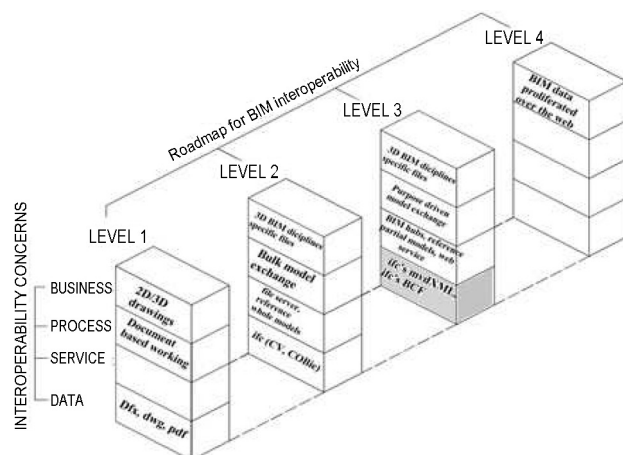 LEVEL 4
Roadmap for BIM interoperability
LEVEL 3
LEVEL 2
LEVEL 1
INTEROPERABILITY CONCERNS
BUSINESS
PROCESS
SERVICE
DATA
2D/3D
drawings
Document
based working
Dfx, dwg, pdf
3D BIM diciplines
specific files
Bulk model
exchange
file server,
reference
whole models
ifc (CV, COBie)
3D BIM diciplines
specific files
Purpose driven
model exchange
BIM hubs, reference
partial models, web
service
ifc's mvdXML,
ifc's BCF
BIM data
proliferated
over the web